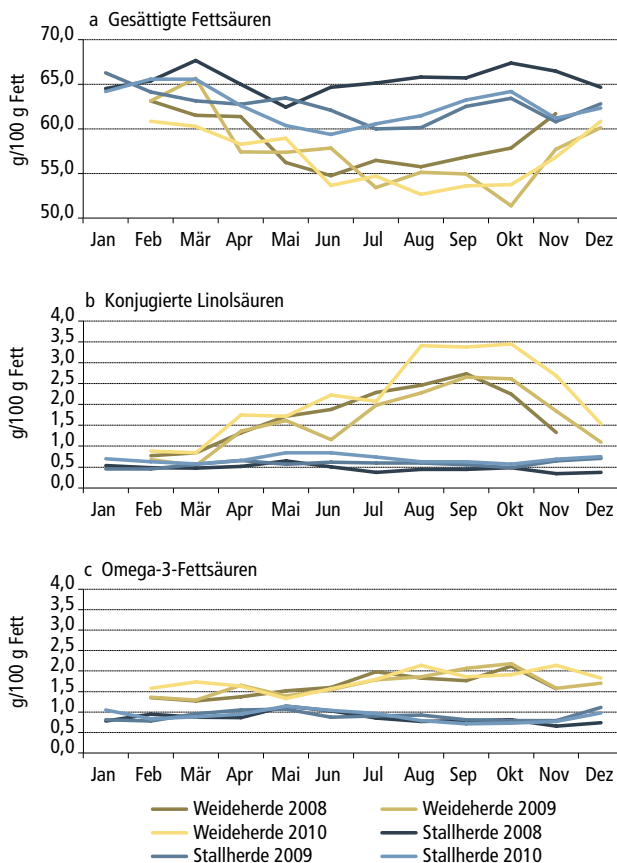 a Gesättigte Fettsäuren
g/100 g Fett
70,0
65,0
60,0
55,0
50,0
Jan Feb Mär Apr Mai Jun Jul Aug Sep Okt Nov Dez
b Konjugierte Linolsäuren
g/100 g Fett
4,0
3,5
3,0
2,5
2,0
1,5
1,0
0,5
0,0
Jan Feb Mär Apr Mai Jun Jul Aug Sep Okt Nov Dez
c Omega-3-Fettsäuren
g/100 g Fett
4,0
3,5
3,0
2,5
2,0
1,5
1,0
0,5
0,0
Jan Feb Mär Apr Mai Jun Jul Aug Sep Okt Nov Dez
Weideherde 2008 Weideherde 2009
Weideherde 2010 Stallherde 2008
Stallherde 2009 Stallherde 2010